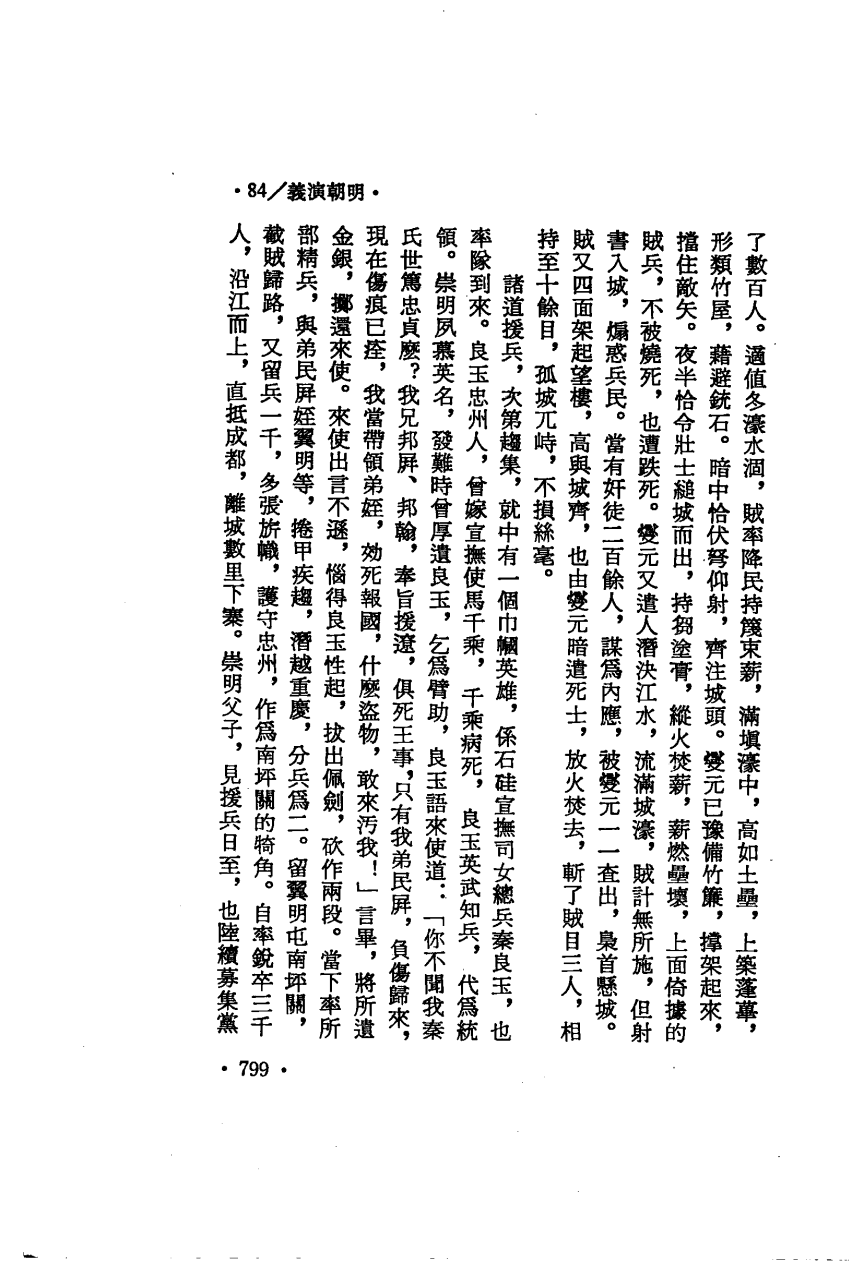 •84／義演朝明•
了數百人。適値冬濠水涸，賊率降民持篾束薪，滿塡濠中，高如土壘，上築蓬蓽，
形類竹屋，藉避銃石。暗中恰伏弩仰射，齊注城頭。燮元已豫備竹簾，撑架起來，
擋住敵矢。夜半恰令壯士縋城而出，持芻塗膏，縱火焚薪，薪燃壘壞，上面倚據的
賊兵，不被燒死，也遭跌死。燮元又遣人潛決江水，流滿城濠，賊計無所施，但射
書入城，煽惑兵民。當有奸徒二百餘人，謀爲內應，被燮元一一查出，梟首懸城。
賊又四面架起望樓，高與城齊，也由燮元暗遣死士，放火焚去，斬了賊目三人，相
持至十餘目，孤城兀峙，不損絲毫。
諸道援兵，次第趨集，就中有一個巾幗英雄，係石硅宣撫司女總兵秦良玉，也
率隊到來。良玉忠州人，曾嫁宣撫使馬千乘，千乘病死，良玉英武知兵，代爲統
領。崇明夙慕英名，發難時曾厚遺良玉，乞爲臂助，良玉語來使道：「你不聞我秦
氏世篤忠貞麽？我兄邦屏、邦翰，奉旨援遼，俱死王事，只有我弟民屏，負傷歸來，
現在傷痕已痊，我當帶領弟姪，効死報國，什麽盜物，敢來汚我！」言畢，將所遺
金銀，擲還來使。來使出言不遜，惱得良玉性起，拔出佩劍，砍作兩段。當下率所
部精兵，與弟民屏姪翼明等，捲甲疾趨，潛越重慶，分兵爲二。留翼明屯南坪關，
截賊歸路，又留兵一千，多張旂幟，護守忠州，作爲南坪關的犄角。自率銳卒三千
人，沿江而上，直抵成都，離城數里下寨。崇明父子，見援兵日至，也陸續募集黨
•799•